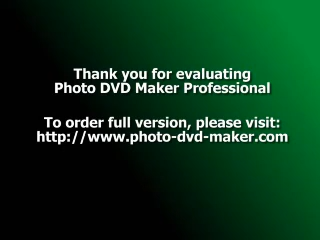 Thank you for evaluating
Photo DVD Maker Professional
To order full version, please visit:
http://www.photo-dvd-maker.com